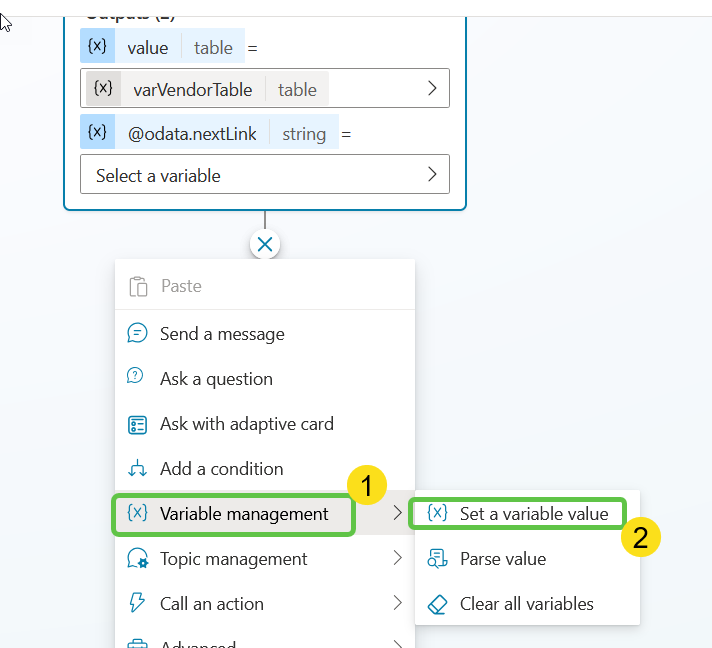 Outputs (2)
{x} value table =
{x} varVendorTable table
{x} @odata.nextLink string =
Select a variable
Paste
Send a message
? Ask a question
Ask with adaptive card
Add a condition
1
{x} Variable management
{x} Set a variable value
2
Topic management
Parse value
Call an action
Clear all variables
Advanced